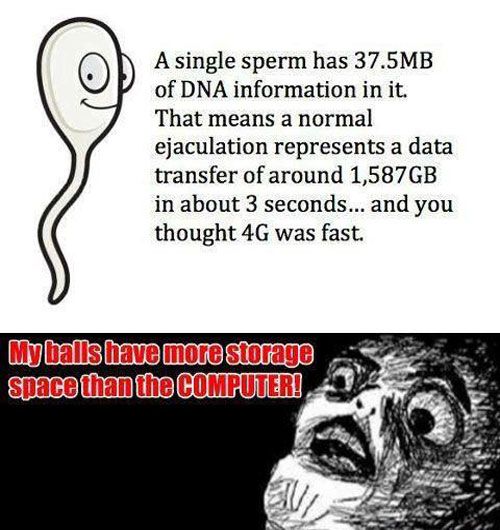 A single sperm has 37.5MB
of DNA information in it.
That means a normal
ejaculation represents a data
transfer of around 1,587GB
in about 3 seconds... and you
thought 4G was fast.
My balls have more storage
space than the COMPUTER!